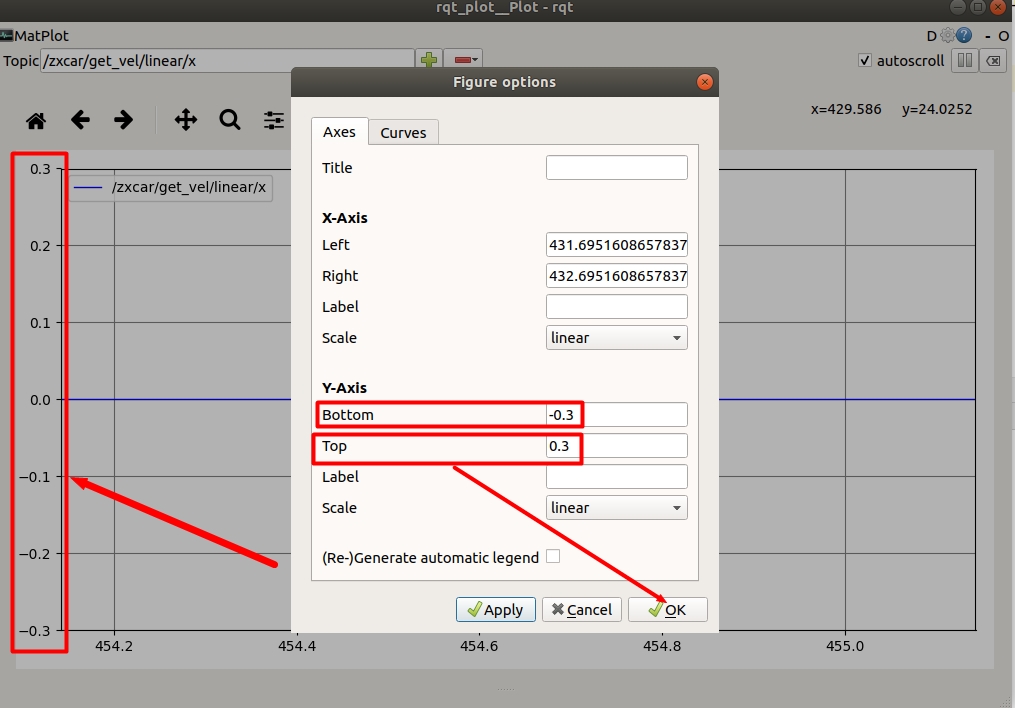 rqt_plot__Plot - rqt
MatPlot
D ? - O
Topic /zxcar/get_vel/linear/x
autoscroll
Figure options
x=429.586 y=24.0252
Axes Curves
Title
0.3
/zxcar/get_vel/linear/x
X-Axis
Left 431.6951608657837
0.2
Right 432.6951608657837
Label
0.1
Scale linear
Y-Axis
0.0
Bottom -0.3
Top 0.3
−0.1
Label
Scale linear
−0.2
(Re-)Generate automatic legend
Apply Cancel OK
−0.3
454.2 454.4 454.6 454.8 455.0